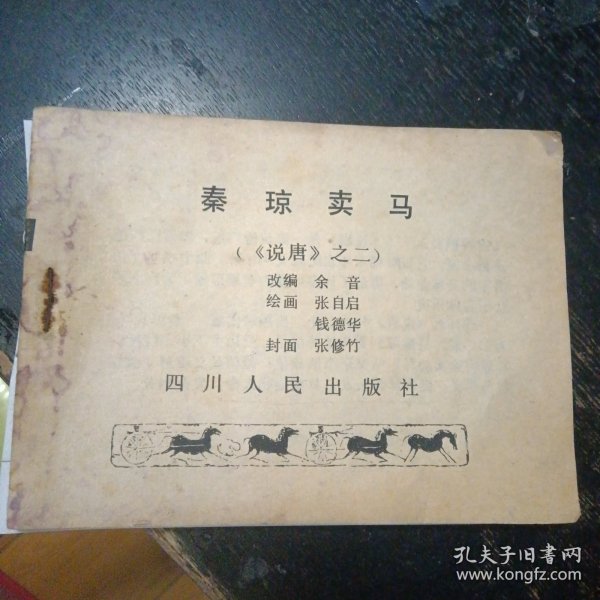 秦琼卖马
(《说唐》之二)
改编 余音
绘画 张自启
钱德华
封面 张修竹
四川人民出版社
孔夫子旧书网
www.kongfz.com